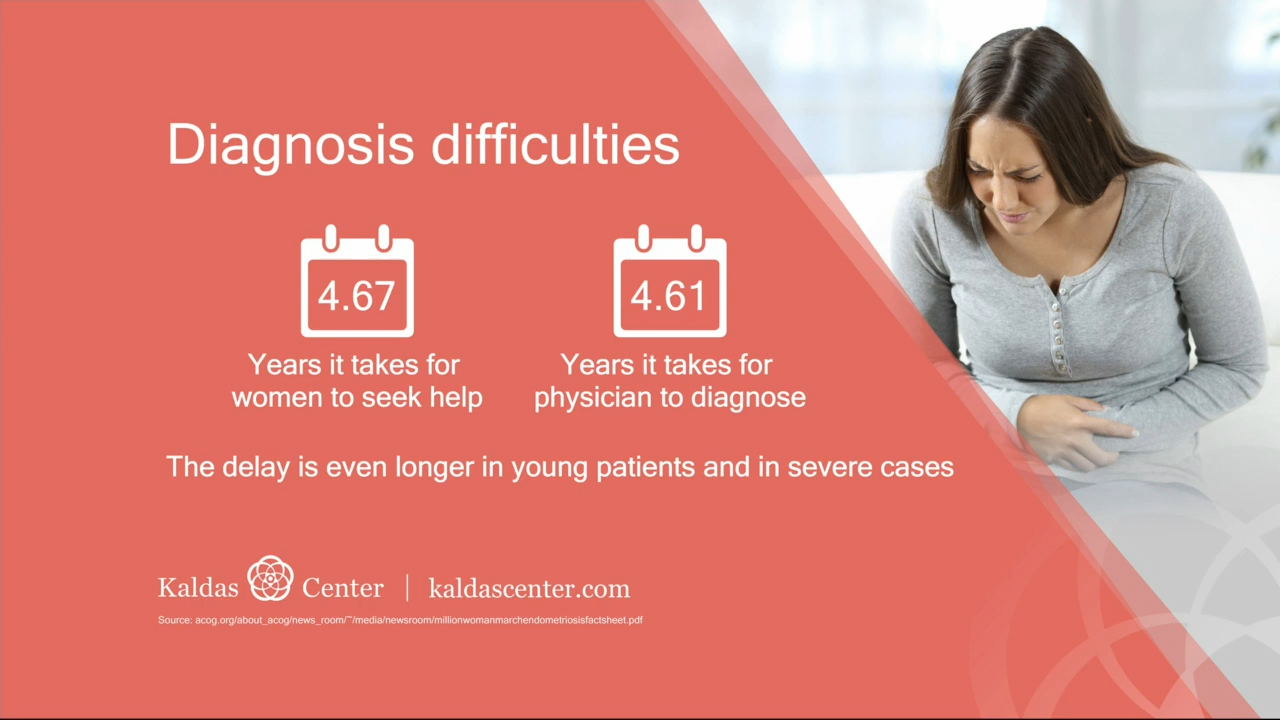 Diagnosis difficulties
4.67
Years it takes for
women to seek help
4.61
Years it takes for
physician to diagnose
The delay is even longer in young patients and in severe cases
Kaldas Center | kaldascenter.com
Source: acog.org/about_acog/news_room/~/media/newsroom/millionwomanmarchendometriosisfactsheet.pdf